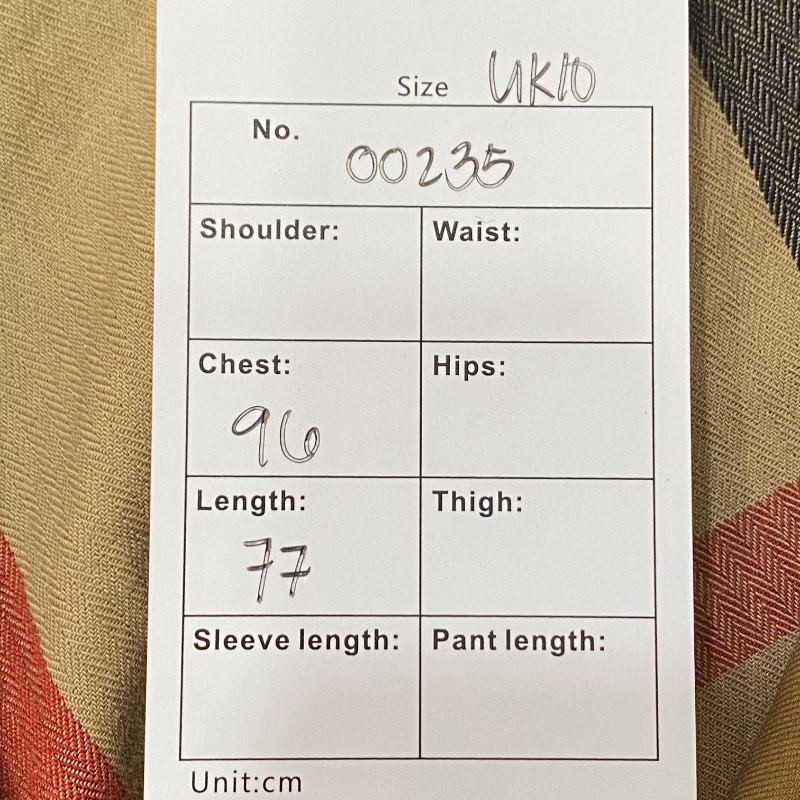 Size UK10
No.
00235
Shoulder: Waist:
Chest: Hips:
96
Length: Thigh:
77
Sleeve length: Pant length:
Unit:cm